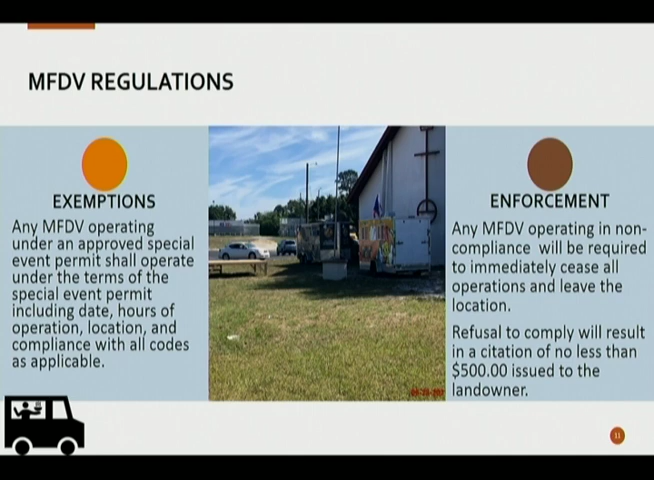 MFDV REGULATIONS
EXEMPTIONS
Any MFDV operating
under an approved special
event permit shall operate
under the terms of the
special event permit
including date, hours of
operation, location, and
compliance with all codes
as applicable.
ENFORCEMENT
Any MFDV operating in non-
compliance will be required
to immediately cease all
operations and leave the
location.
Refusal to comply will result
in a citation of no less than
$500.00 issued to the
landowner.
11